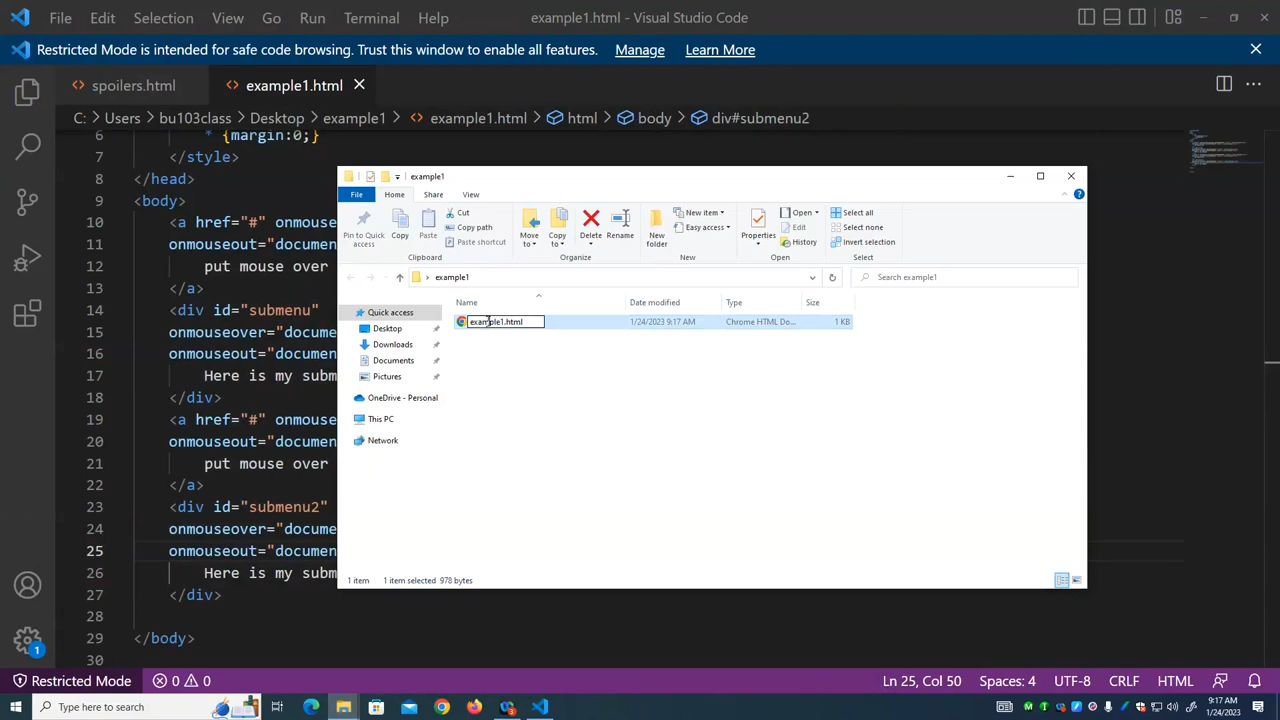 File Edit Selection View Go Run Terminal Help example1.html - Visual Studio Code
Restricted Mode is intended for safe code browsing. Trust this window to enable all features. Manage Learn More
spoilers.html example1.html
C: > Users > bu103class > Desktop > example1 > example1.html > html > body > div#submenu2
6 * {margin:0;}
7 </style>
8 </head>
9 <body>
10 <a href="#" onmouse
11 onmouseout="documen
12 put mouse over
13 </a>
14 <div id="submenu"
15 onmouseover="docume
16 onmouseout="documen
17 Here is my subm
18 </div>
19 <a href="#" onmouse
20 onmouseout="documen
21 put mouse over
22 </a>
23 <div id="submenu2"
24 onmouseover="docume
25 onmouseout="documen
26 Here is my subm
27 </div>
28
29 </body>
30
example1
File Home Share View
Pin to Quick access
Copy
Paste
Cut
Copy path
Paste shortcut
Clipboard
Move to
Copy to
Delete
Rename
Organize
New folder
New item
Easy access
New
Properties
Open
Edit
History
Open
Select all
Select none
Invert selection
Select
example1
Search example1
Name Date modified Type Size
example1.html 1/24/2023 9:17 AM Chrome HTML Do... 1 KB
Quick access
Desktop
Downloads
Documents
Pictures
OneDrive - Personal
This PC
Network
1 item 1 item selected 978 bytes
1
Restricted Mode 0 0 Ln 25, Col 50 Spaces: 4 UTF-8 CRLF HTML
Type here to search
9:17 AM
1/24/2023